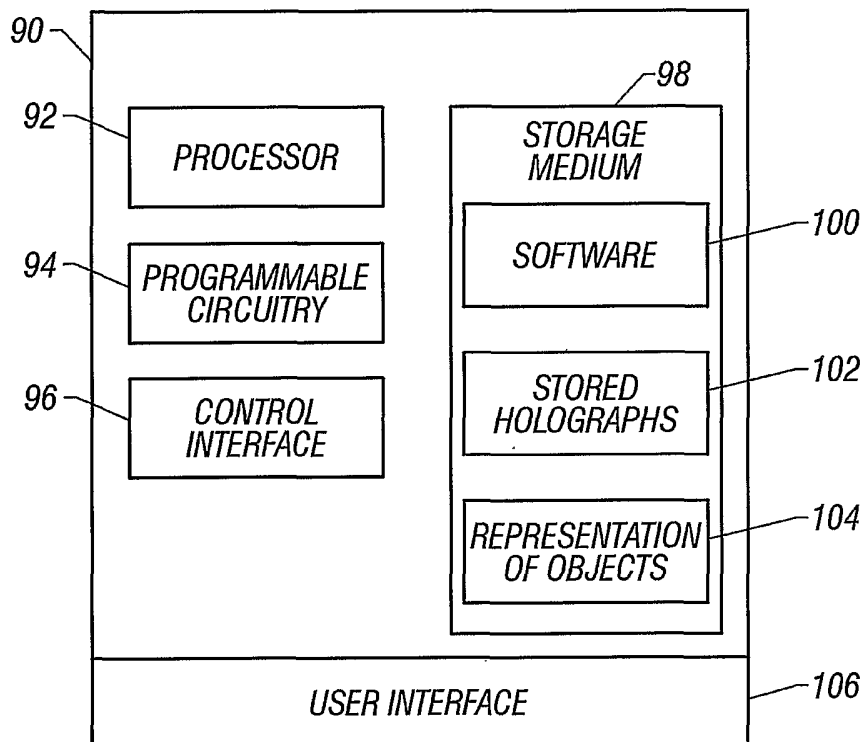 90
92
PROCESSOR
94
PROGRAMMABLE
CIRCUITRY
96
CONTROL
INTERFACE
98
STORAGE
MEDIUM
SOFTWARE
100
STORED
HOLOGRAPHS
102
REPRESENTATION
OF OBJECTS
104
USER INTERFACE
106